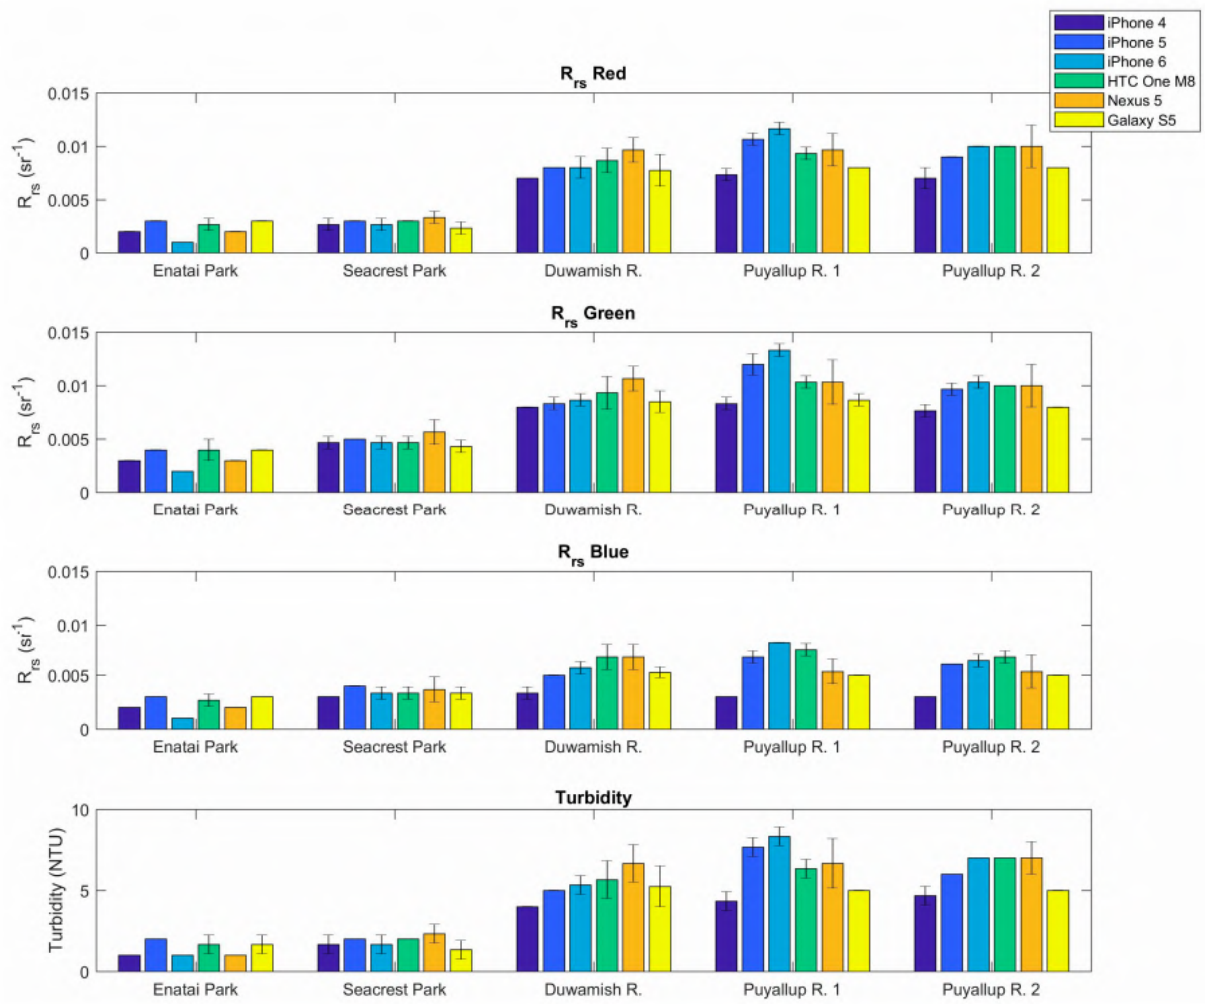 iPhone 4
iPhone 5
iPhone 6
HTC One M8
Nexus 5
Galaxy S5
Rrs Red
Rrs (sr-1)
0.015
0.01
0.005
0
Enatai Park Seacrest Park Duwamish R. Puyallup R. 1 Puyallup R. 2
Rrs Green
Rrs (sr-1)
0.015
0.01
0.005
0
Enatai Park Seacrest Park Duwamish R. Puyallup R. 1 Puyallup R. 2
Rrs Blue
Rrs (sr-1)
0.015
0.01
0.005
0
Enatai Park Seacrest Park Duwamish R. Puyallup R. 1 Puyallup R. 2
Turbidity
Turbidity (NTU)
10
5
0
Enatai Park Seacrest Park Duwamish R. Puyallup R. 1 Puyallup R. 2